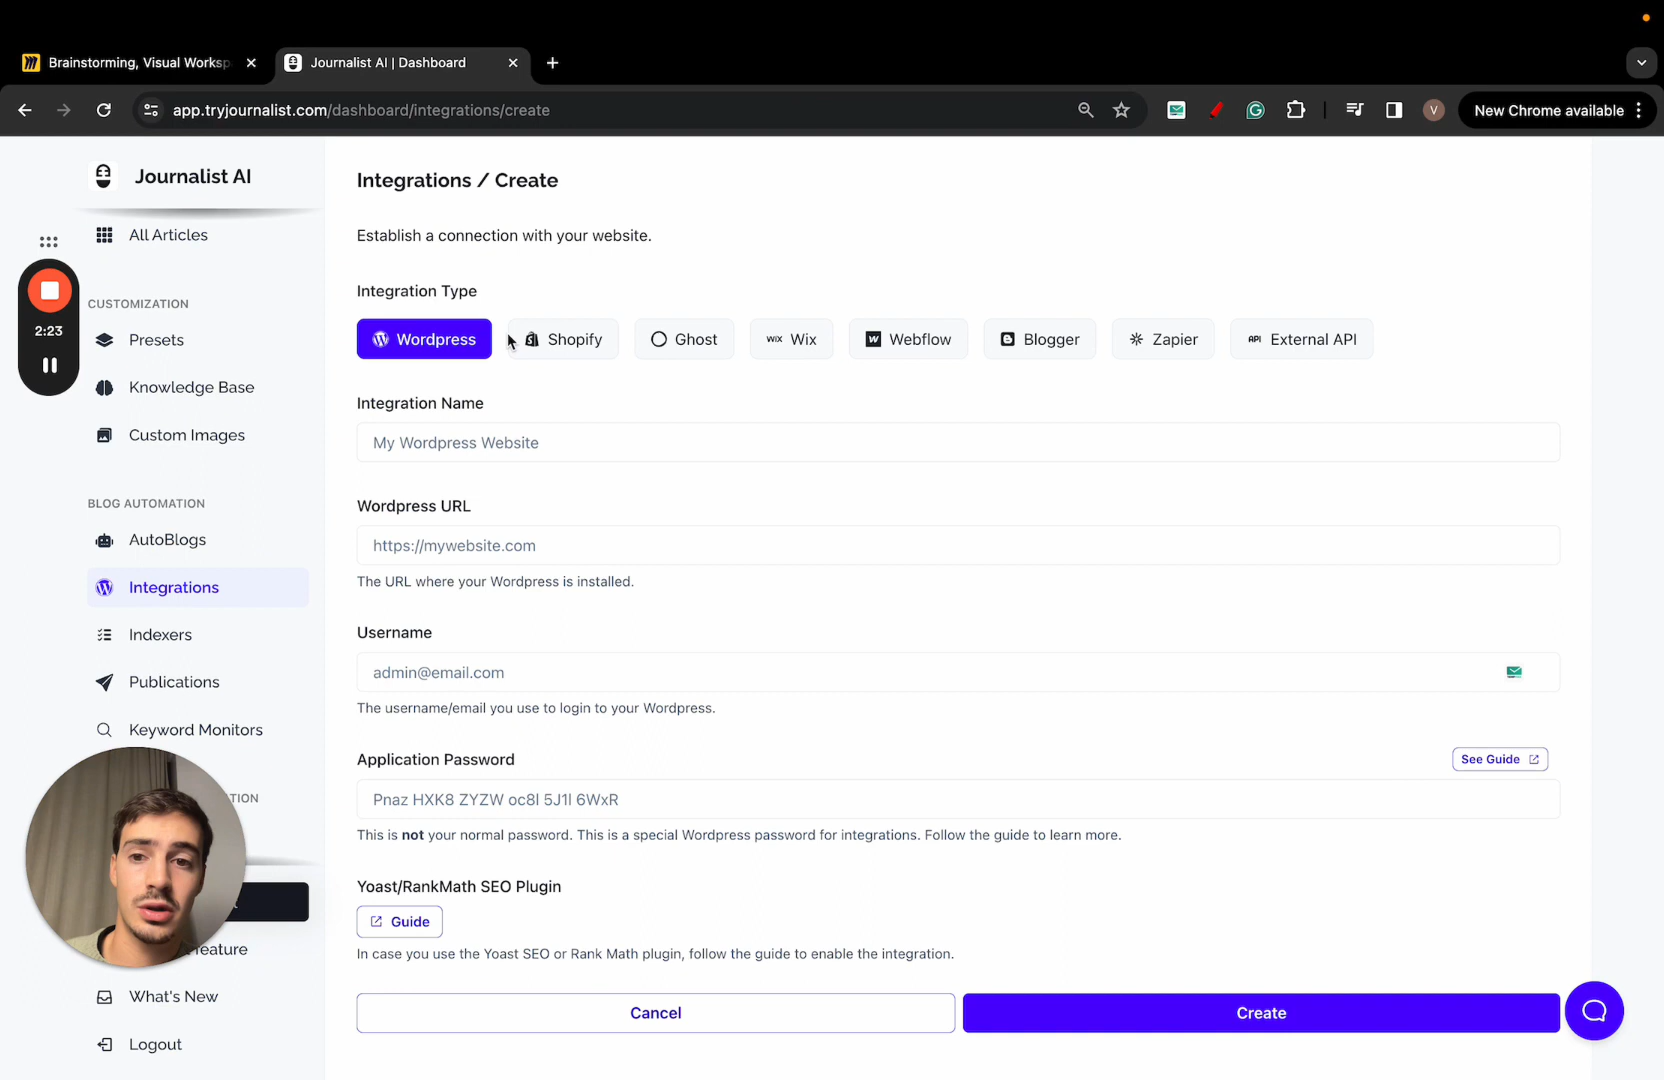 Brainstorming, Visual Worksp
Journalist AI | Dashboard
app.tryjournalist.com/dashboard/integrations/create
New Chrome available
Journalist AI
All Articles
2:23
CUSTOMIZATION
Presets
Knowledge Base
Custom Images
BLOG AUTOMATION
AutoBlogs
Integrations
Indexers
Publications
Keyword Monitors
TION
eature
What's New
Logout
Integrations / Create
Establish a connection with your website.
Integration Type
Wordpress
Shopify
Ghost
WIX Wix
Webflow
Blogger
Zapier
API External API
Integration Name
My Wordpress Website
Wordpress URL
https://mywebsite.com
The URL where your Wordpress is installed.
Username
admin@email.com
The username/email you use to login to your Wordpress.
Application Password
See Guide
Pnaz HXK8 ZYZW oc8l 5J1l 6WxR
This is not your normal password. This is a special Wordpress password for integrations. Follow the guide to learn more.
Yoast/RankMath SEO Plugin
Guide
In case you use the Yoast SEO or Rank Math plugin, follow the guide to enable the integration.
Cancel
Create